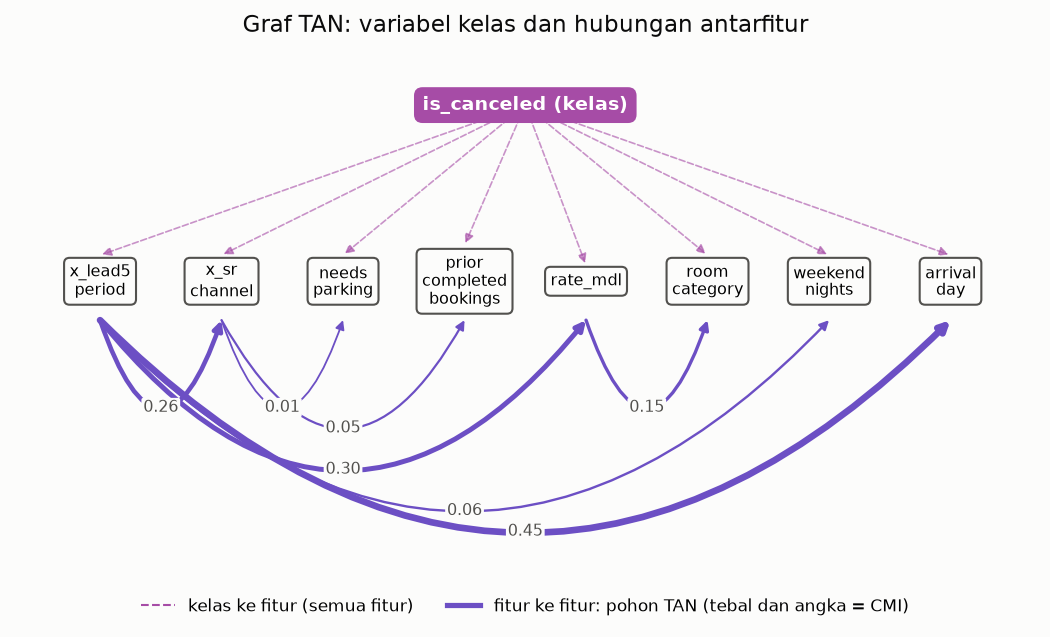 Graf TAN: variabel kelas dan hubungan antarfitur
is_canceled (kelas)
x_lead5
period
x_sr
channel
needs
parking
prior
completed
bookings
rate_mdl
room
category
weekend
nights
arrival
day
0.26
0.01
0.15
0.05
0.30
0.06
0.45
kelas ke fitur (semua fitur)
fitur ke fitur: pohon TAN (tebal dan angka = CMI)